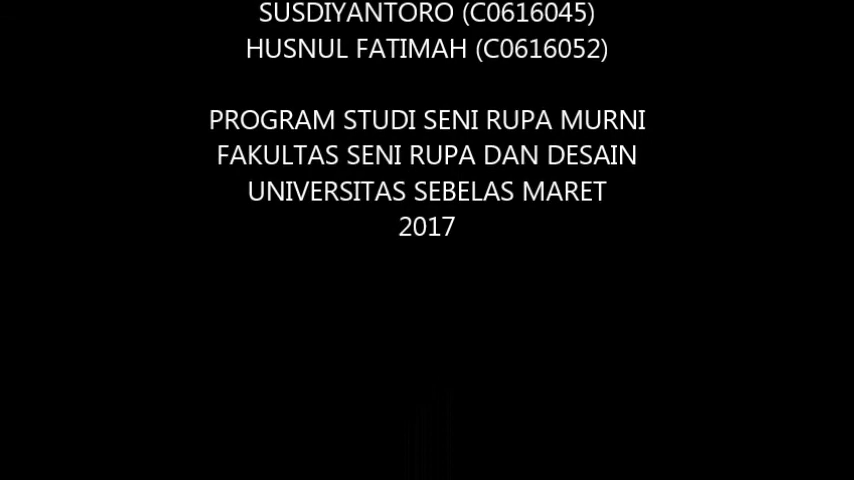 SUSDIYANTORO (C0616045)
HUSNUL FATIMAH (C0616052)
PROGRAM STUDI SENI RUPA MURNI
FAKULTAS SENI RUPA DAN DESAIN
UNIVERSITAS SEBELAS MARET
2017